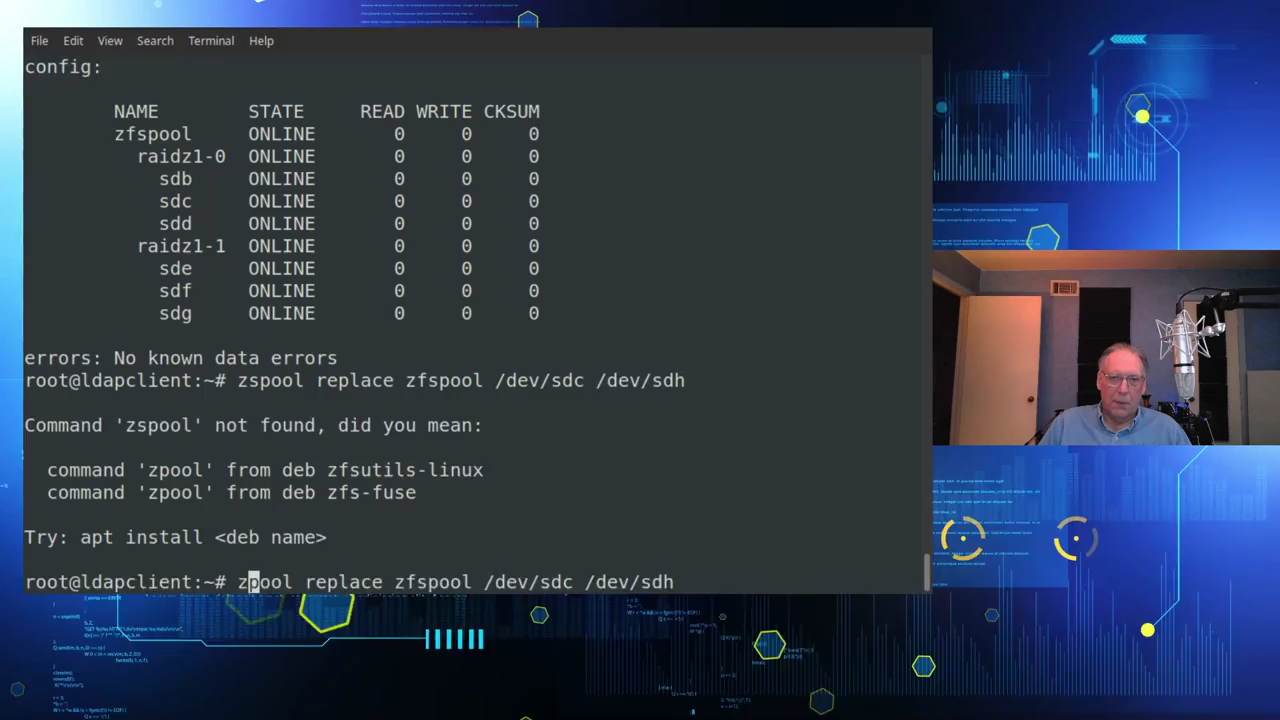 File Edit View Search Terminal Help
config:
NAME STATE READ WRITE CKSUM
zfspool ONLINE 0 0 0
raidz1-0 ONLINE 0 0 0
sdb ONLINE 0 0 0
sdc ONLINE 0 0 0
sdd ONLINE 0 0 0
raidz1-1 ONLINE 0 0 0
sde ONLINE 0 0 0
sdf ONLINE 0 0 0
sdg ONLINE 0 0 0
errors: No known data errors
root@ldapclient:~# zspool replace zfspool /dev/sdc /dev/sdh
Command 'zspool' not found, did you mean:
command 'zpool' from deb zfsutils-linux
command 'zpool' from deb zfs-fuse
Try: apt install <deb name>
root@ldapclient:~# zpool replace zfspool /dev/sdc /dev/sdh